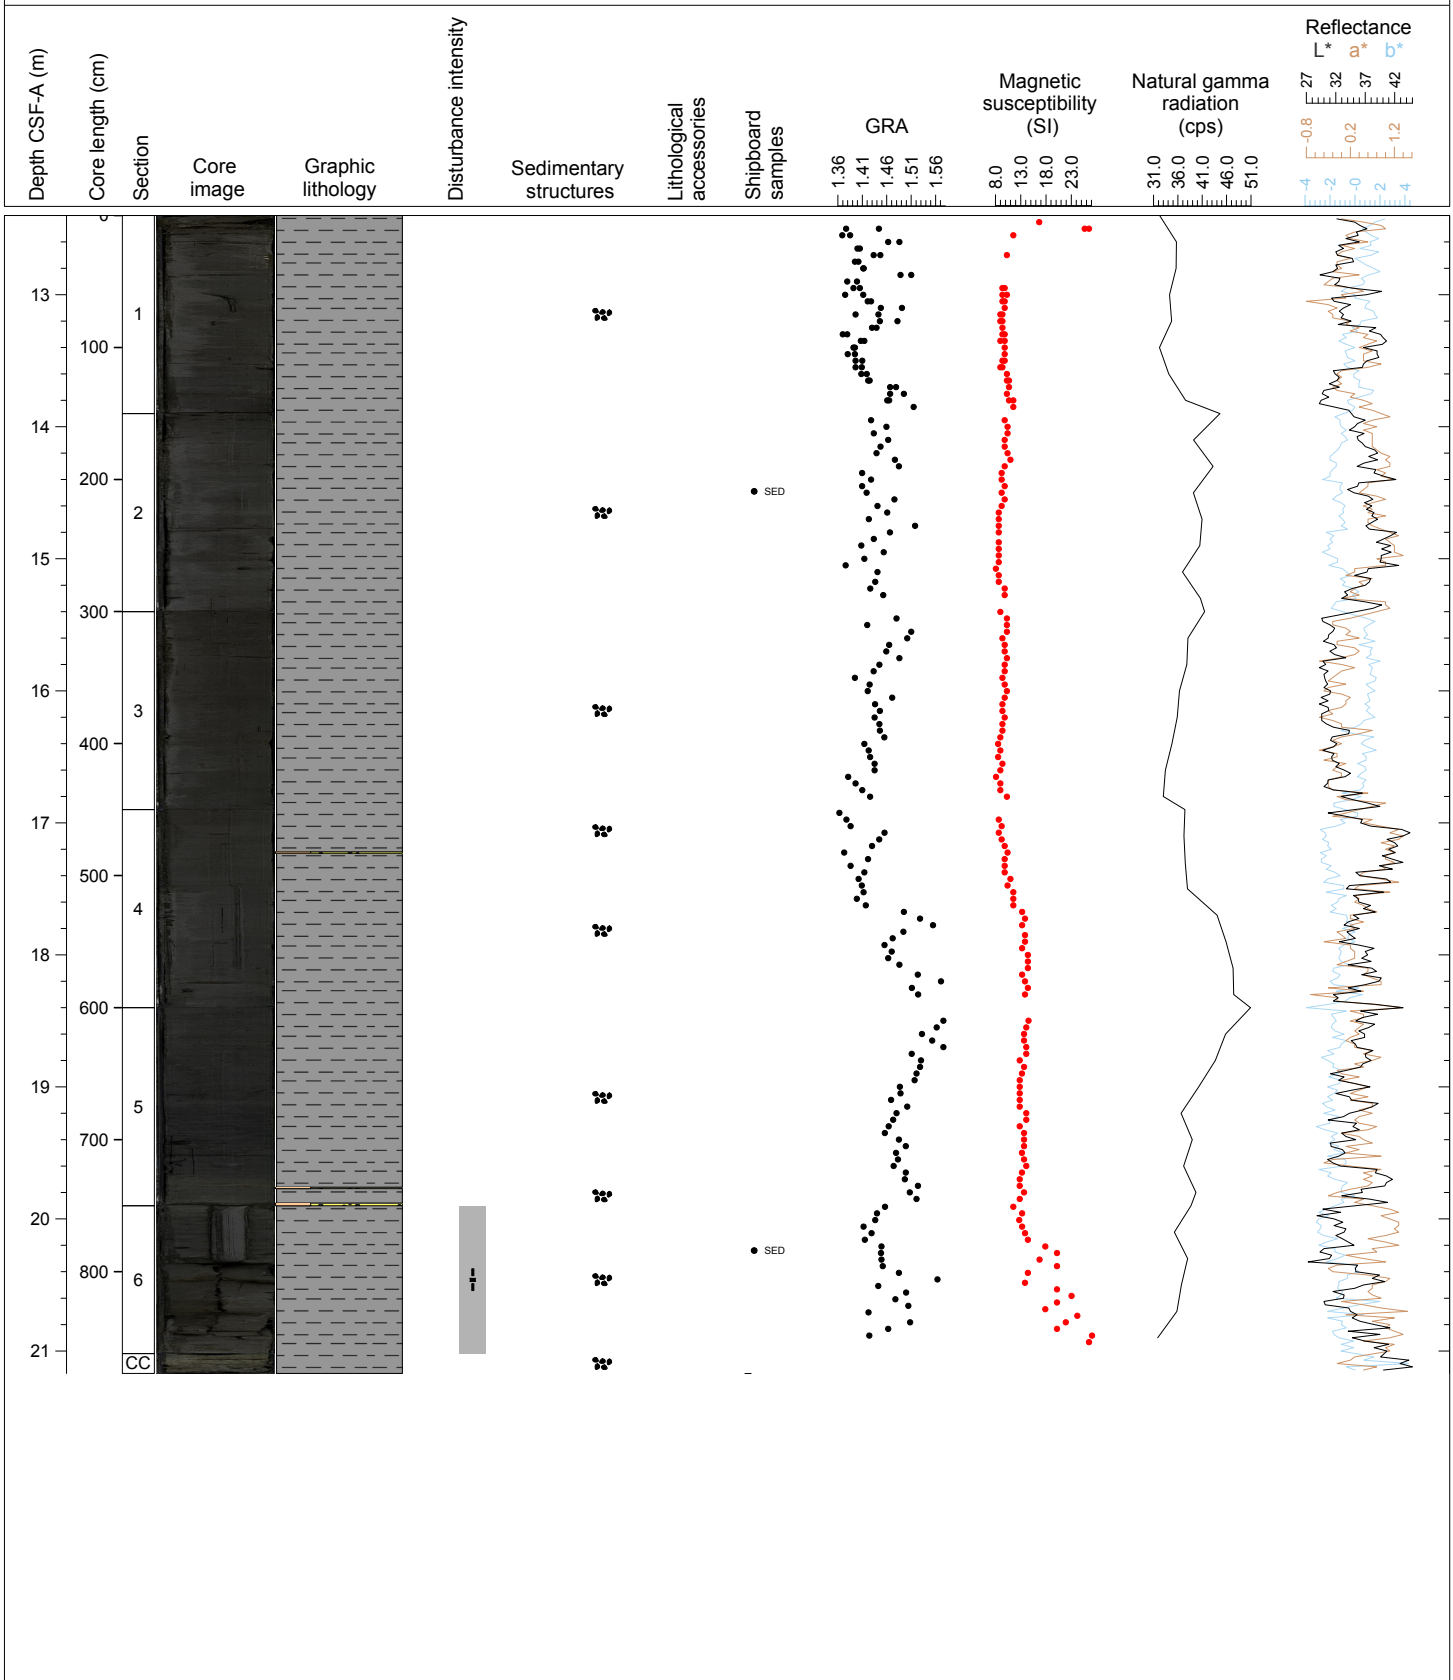 Depth CSF-A (m)
Core length (cm)
Section
Core
image
Graphic
lithology
Disturbance intensity
Sedimentary
structures
Lithological
accessories
Shipboard
samples
GRA
1.36 1.41 1.46 1.51 1.56
Magnetic
susceptibility
(SI)
8.0 13.0 18.0 23.0
Natural gamma
radiation
(cps)
31.0 36.0 41.0 46.0 51.0
Reflectance
L* a* b*
27 32 37 42
-0.8 0.2 1.2
-4 -2 -0 2 4
0
13
1
100
14
200
SED
2
15
300
16
3
400
17
500
4
18
600
19
5
700
20
SED
800
6
21
CC